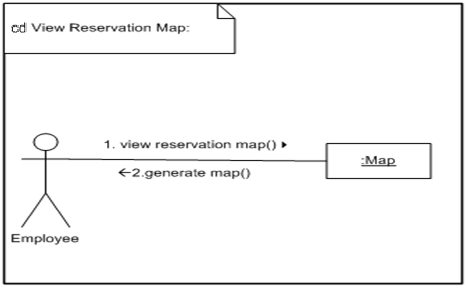 cd View Reservation Map:
1. view reservation map()
←2.generate map()
:Map
Employee